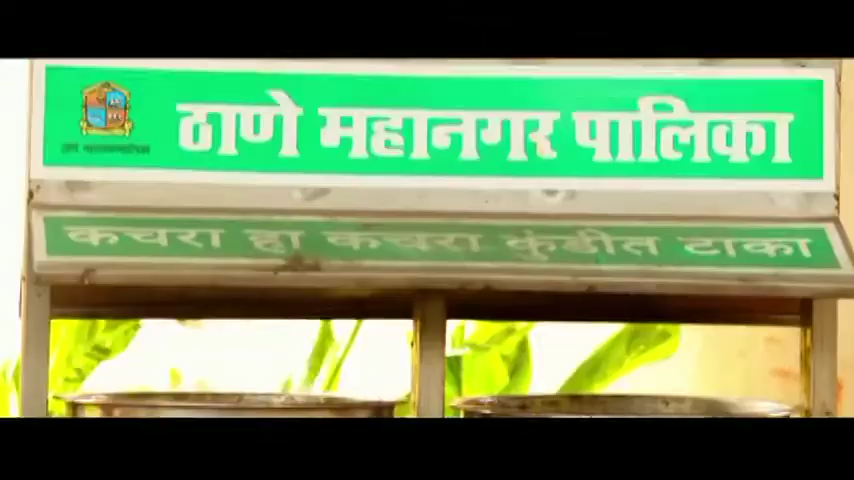 ठाणे महानगर पालिका
कचरा हा कचरा कुंडीत टाका